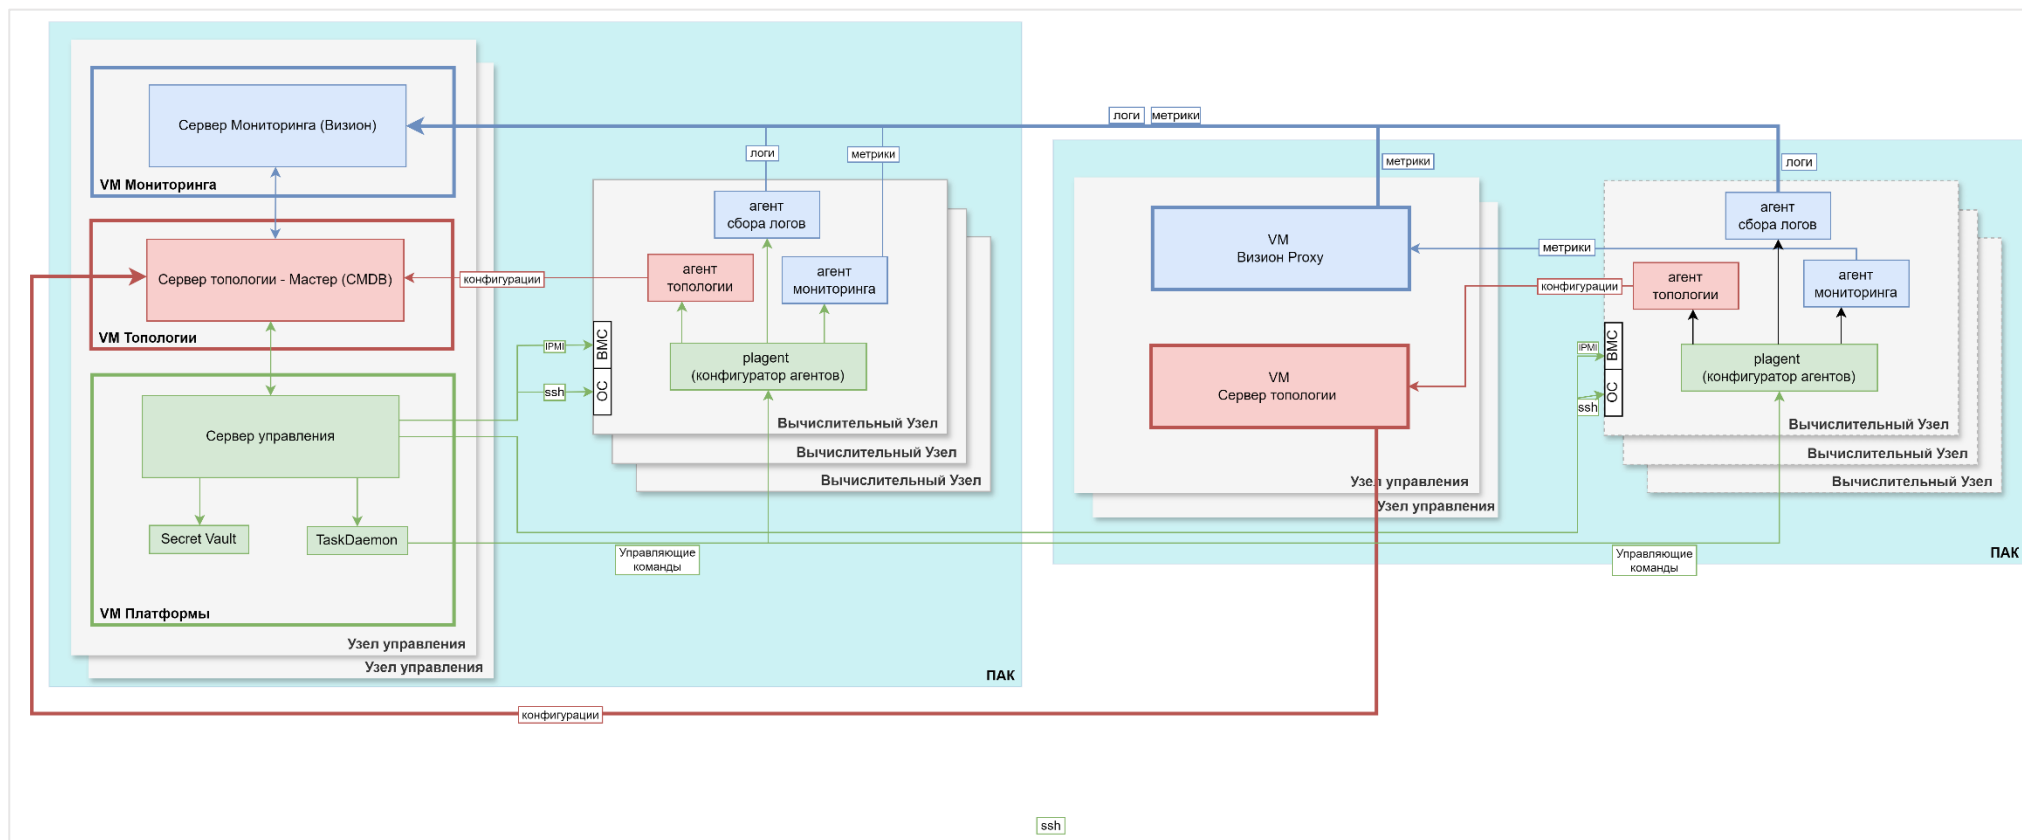 Сервер Мониторинга (Визион)
VM Мониторинга
Сервер топологии - Мастер (CMDB)
VM Топологии
Сервер управления
Secret Vault
TaskDaemon
VM Платформы
Узел управления
Узел управления
конфигурации
IPMI
ssh
BMC
ОС
логи
метрики
агент
сбора логов
агент
топологии
агент
мониторинга
plagent
(конфигуратор агентов)
Вычислительный Узел
Вычислительный Узел
Вычислительный Узел
Управляющие
команды
ПАК
конфигурации
логи
метрики
метрики
логи
VM
Визион Proxy
VM
Сервер топологии
Узел управления
Узел управления
метрики
конфигурации
IPMI
ssh
BMC
ОС
агент
сбора логов
агент
топологии
агент
мониторинга
plagent
(конфигуратор агентов)
Вычислительный Узел
Вычислительный Узел
Вычислительный Узел
Управляющие
команды
ПАК
ssh